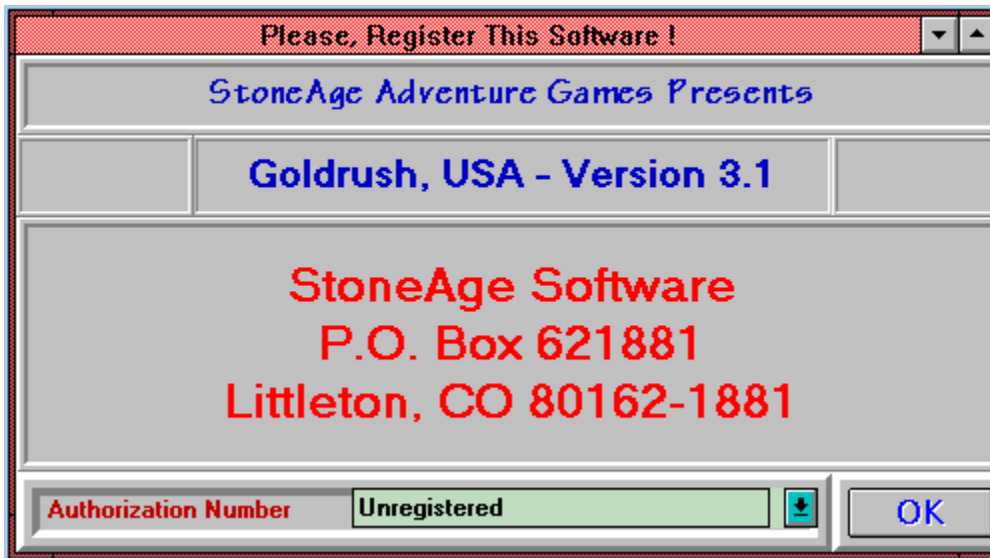 Please, Register This Software !
StoneAge Adventure Games Presents
Goldrush, USA - Version 3.1
StoneAge Software
P.O. Box 621881
Littleton, CO 80162-1881
Authorization Number Unregistered OK